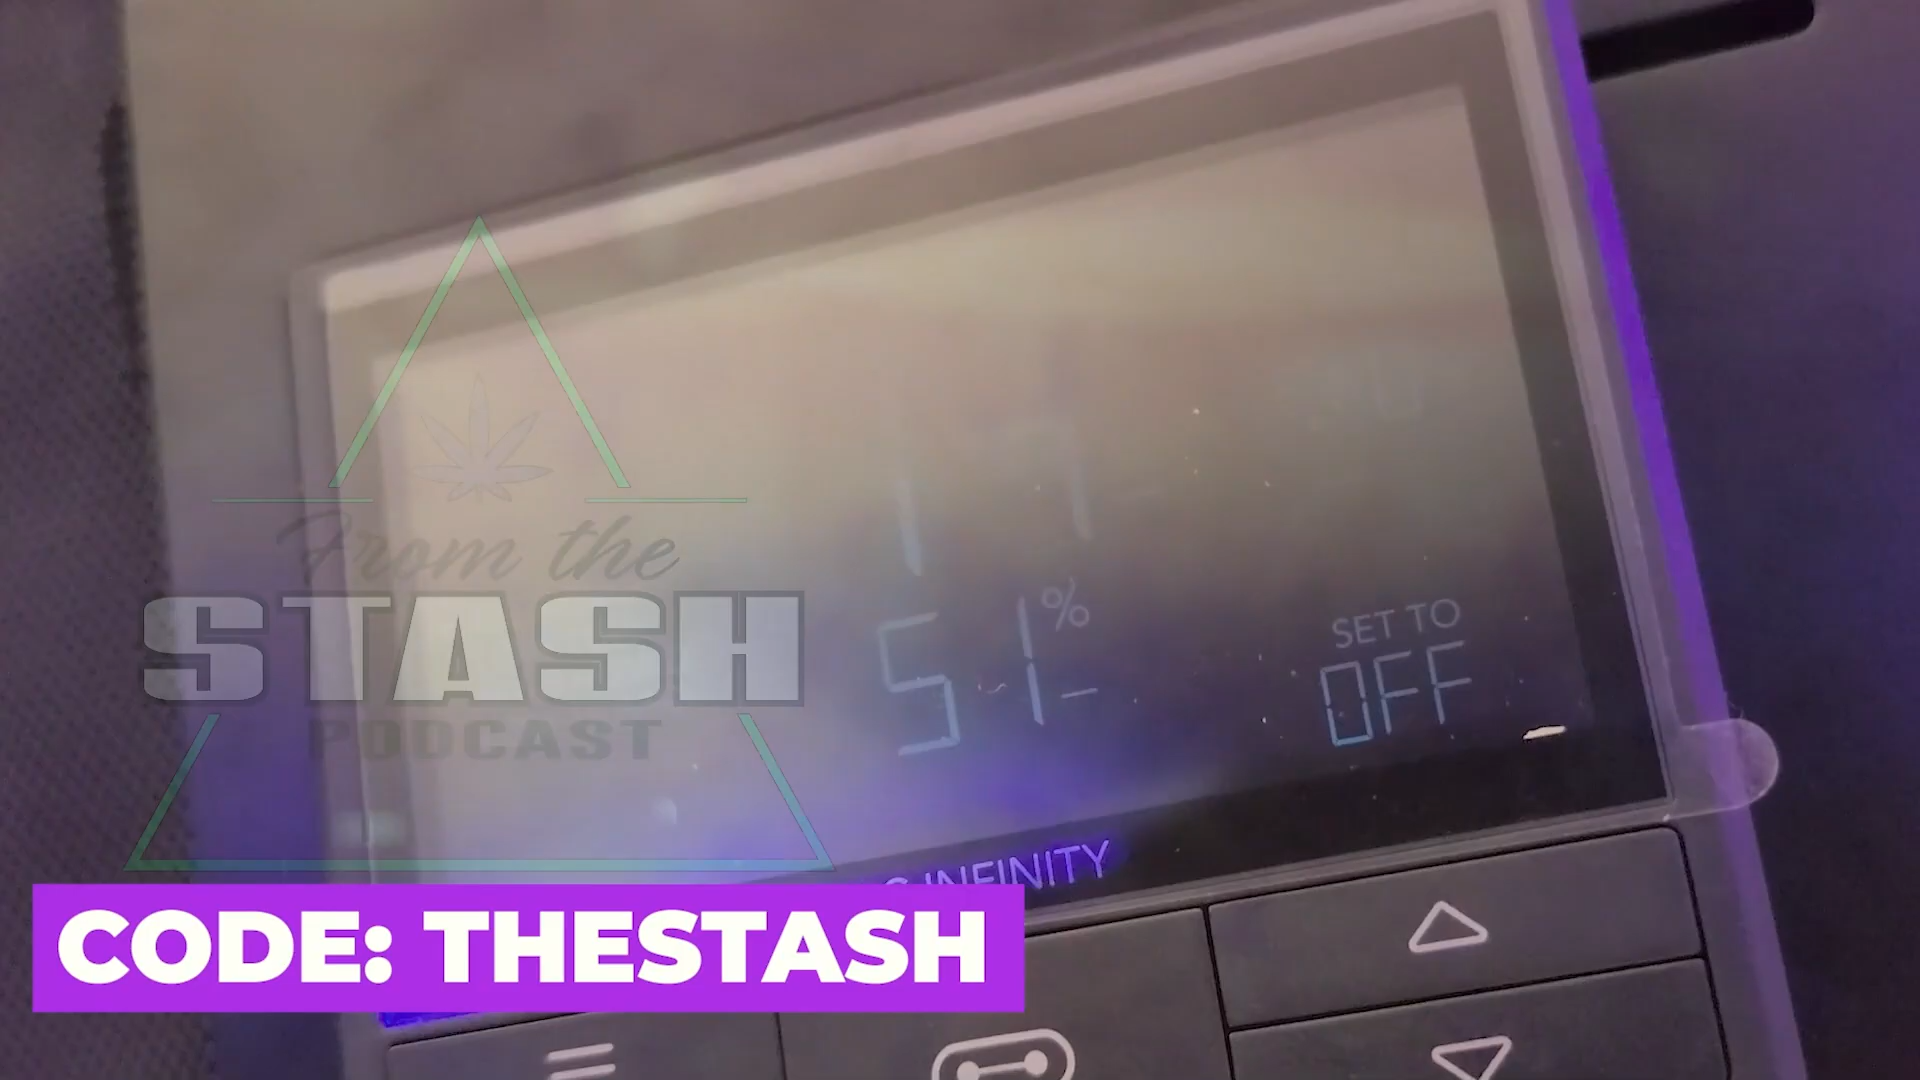 From the
STASH
PODCAST
51%
SET TO
OFF
INFINITY
CODE: THESTASH